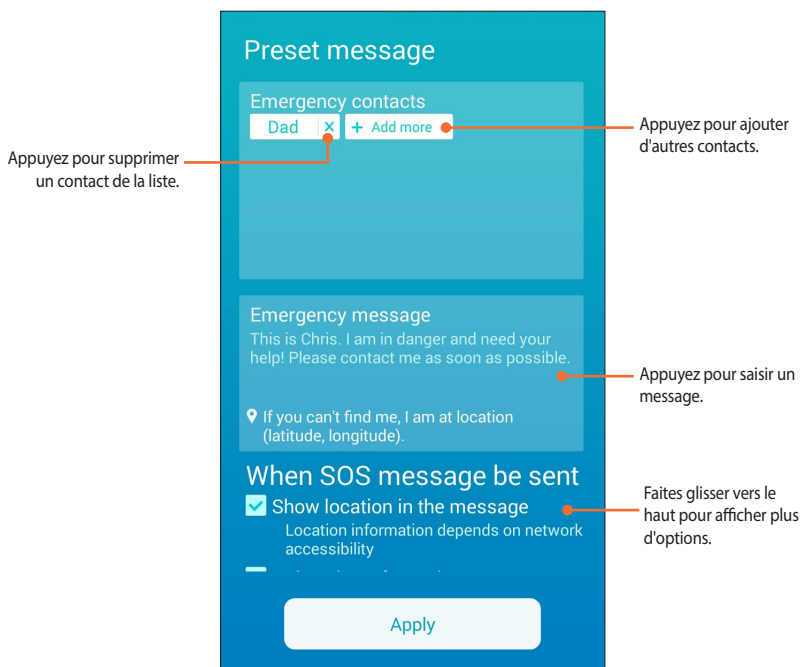 Preset message
Emergency contacts
Dad × + Add more
Appuyez pour ajouter
d'autres contacts.
Appuyez pour supprimer
un contact de la liste.
Emergency message
This is Chris. I am in danger and need your
help! Please contact me as soon as possible.
Appuyez pour saisir un
message.
If you can't find me, I am at location
(latitude, longitude).
When SOS message be sent
Show location in the message
Location information depends on network
accessibility
Faites glisser vers le
haut pour afficher plus
d'options.
Apply